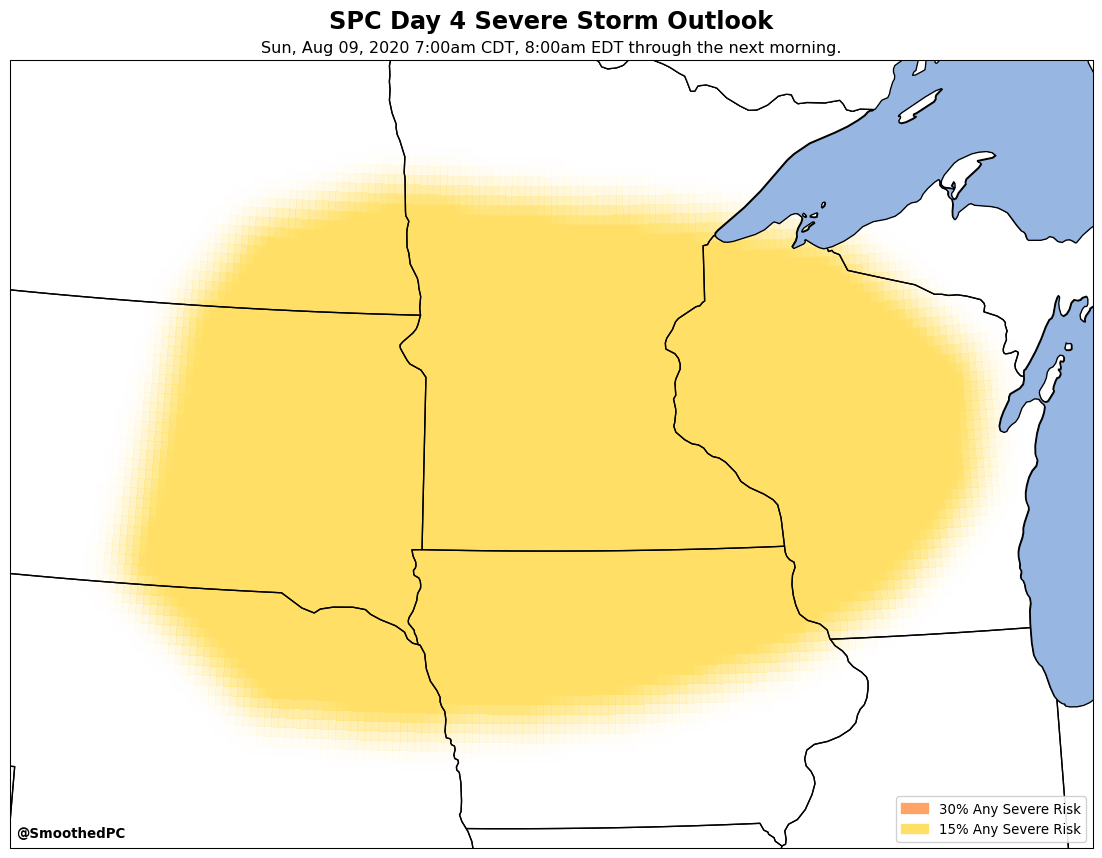 SPC Day 4 Severe Storm Outlook
Sun, Aug 09, 2020 7:00am CDT, 8:00am EDT through the next morning.
30% Any Severe Risk
15% Any Severe Risk
@SmoothedPC